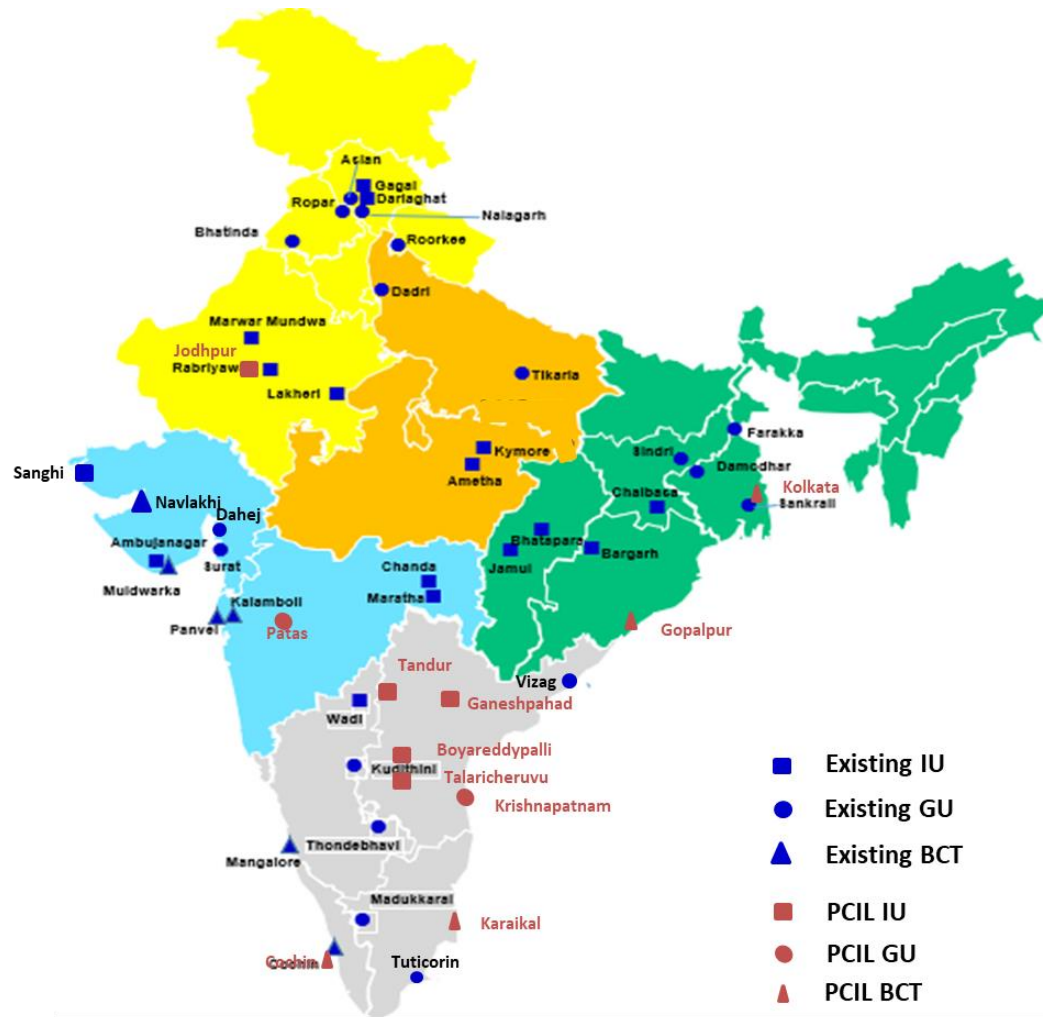 Asian
Gagal
Ropar
Darlaghat
Nalagarh
Bhatinda
Roorkee
Dadri
Marwar Mundwa
Jodhpur
Rabriyaw
Lakheri
Tikaria
Farakka
Kymore
Sindri
Damodhar
Sanghi
Ametha
Kolkata
Navlakhi
Chaibasa
Sankrail
Dahej
Ambujanagar
Bhatapara
Surat
Jamul
Bargarh
Chanda
Muldwarka
Maratha
Kalamboli
Panvel
Patas
Gopalpur
Tandur
Vizag
Ganeshpahad
Wadi
Boyareddypalli
Kudithini
Talaricheruvu
Krishnapatnam
Thondebhavi
Mangalore
Madukkarai
Karaikal
Cochin
Cochin
Tuticorin
Existing IU
Existing GU
Existing BCT
PCIL IU
PCIL GU
PCIL BCT